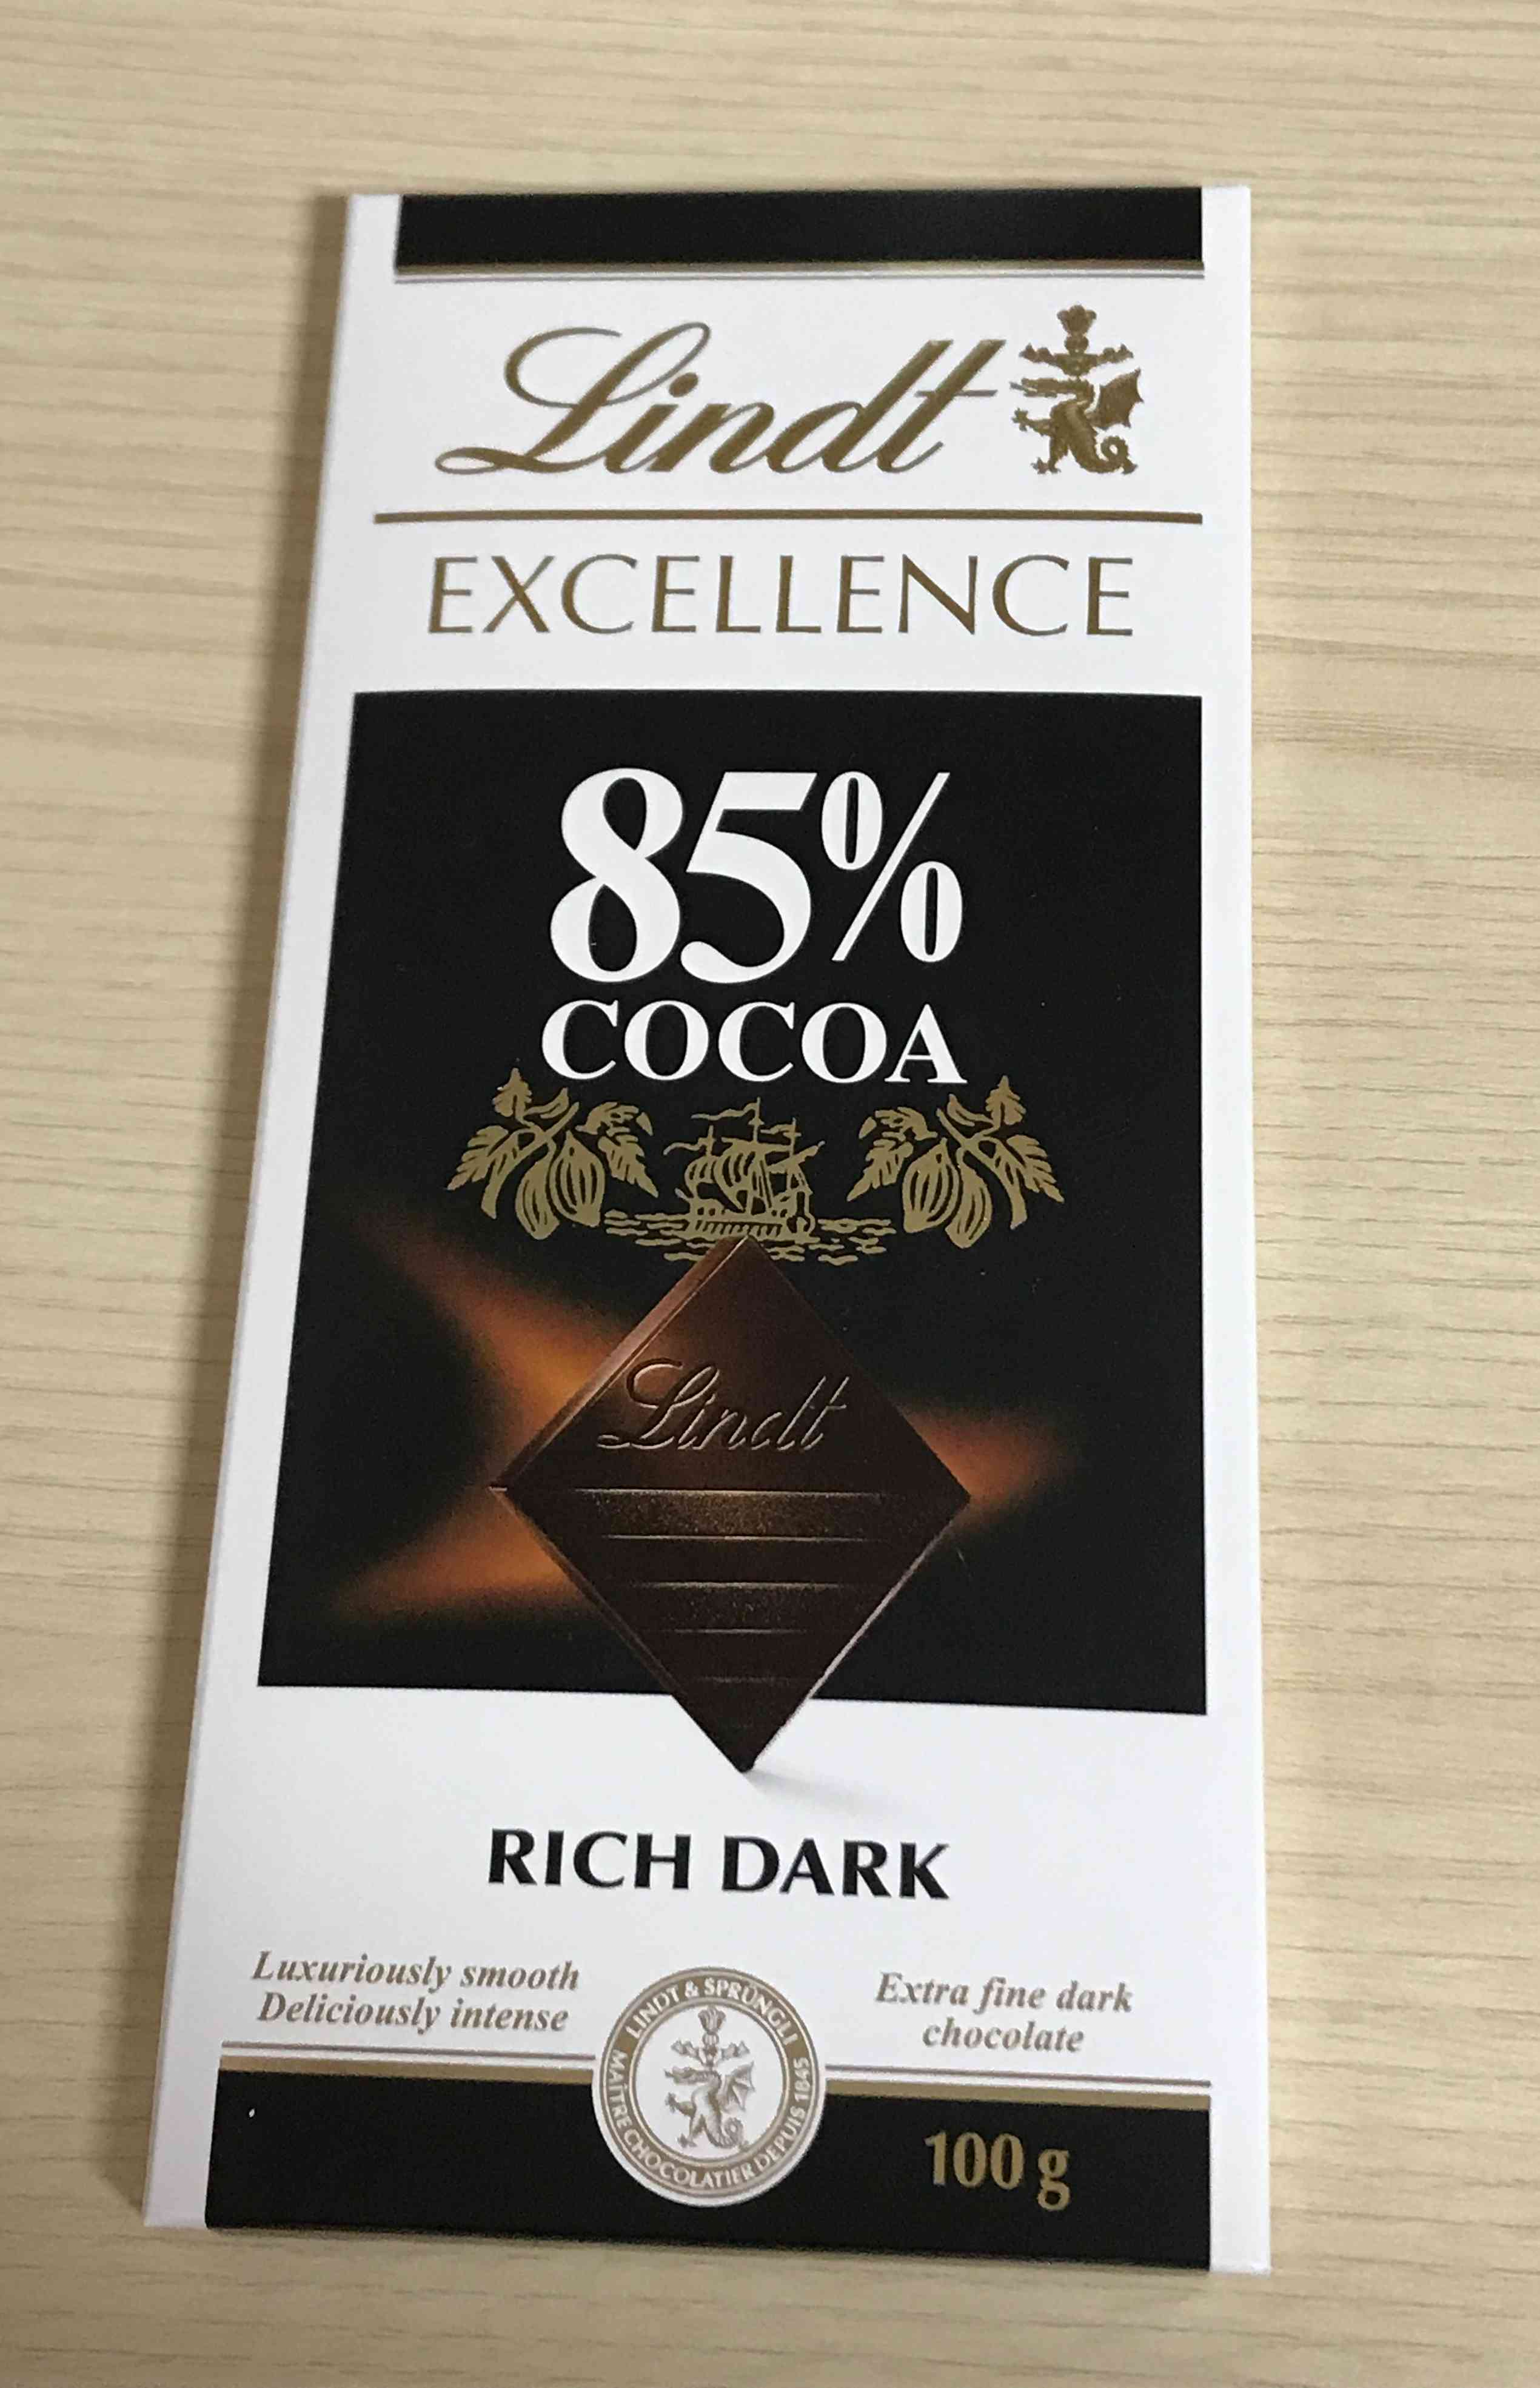 Lindt
EXCELLENCE
85%
COCOA
Lindt
RICH DARK
Luxuriously smooth
Deliciously intense
Extra fine dark
chocolate
LINDT & SPRÜNGLI
MAÎTRE CHOCOLATIER DEPUIS 1845
100 g